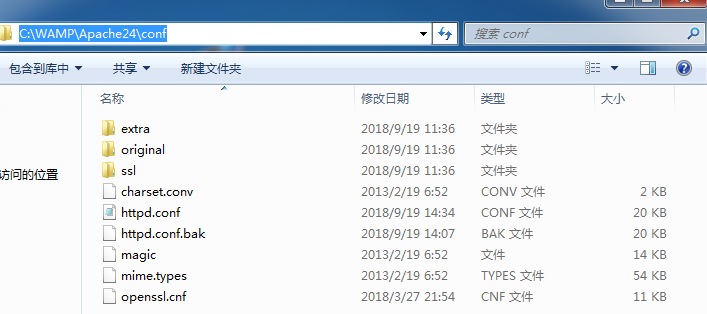 C:\WAMP\Apache24\conf
搜索 conf
包含到库中 共享 新建文件夹
名称 修改日期 类型 大小
extra 2018/9/19 11:36 文件夹
original 2018/9/19 11:36 文件夹
访问的位置
ssl 2018/9/19 11:36 文件夹
charset.conv 2013/2/19 6:52 CONV 文件 2 KB
httpd.conf 2018/9/19 14:34 CONF 文件 20 KB
httpd.conf.bak 2018/9/19 14:07 BAK 文件 20 KB
magic 2013/2/19 6:52 文件 14 KB
mime.types 2013/2/19 6:52 TYPES 文件 54 KB
openssl.cnf 2018/3/27 21:54 CNF 文件 11 KB